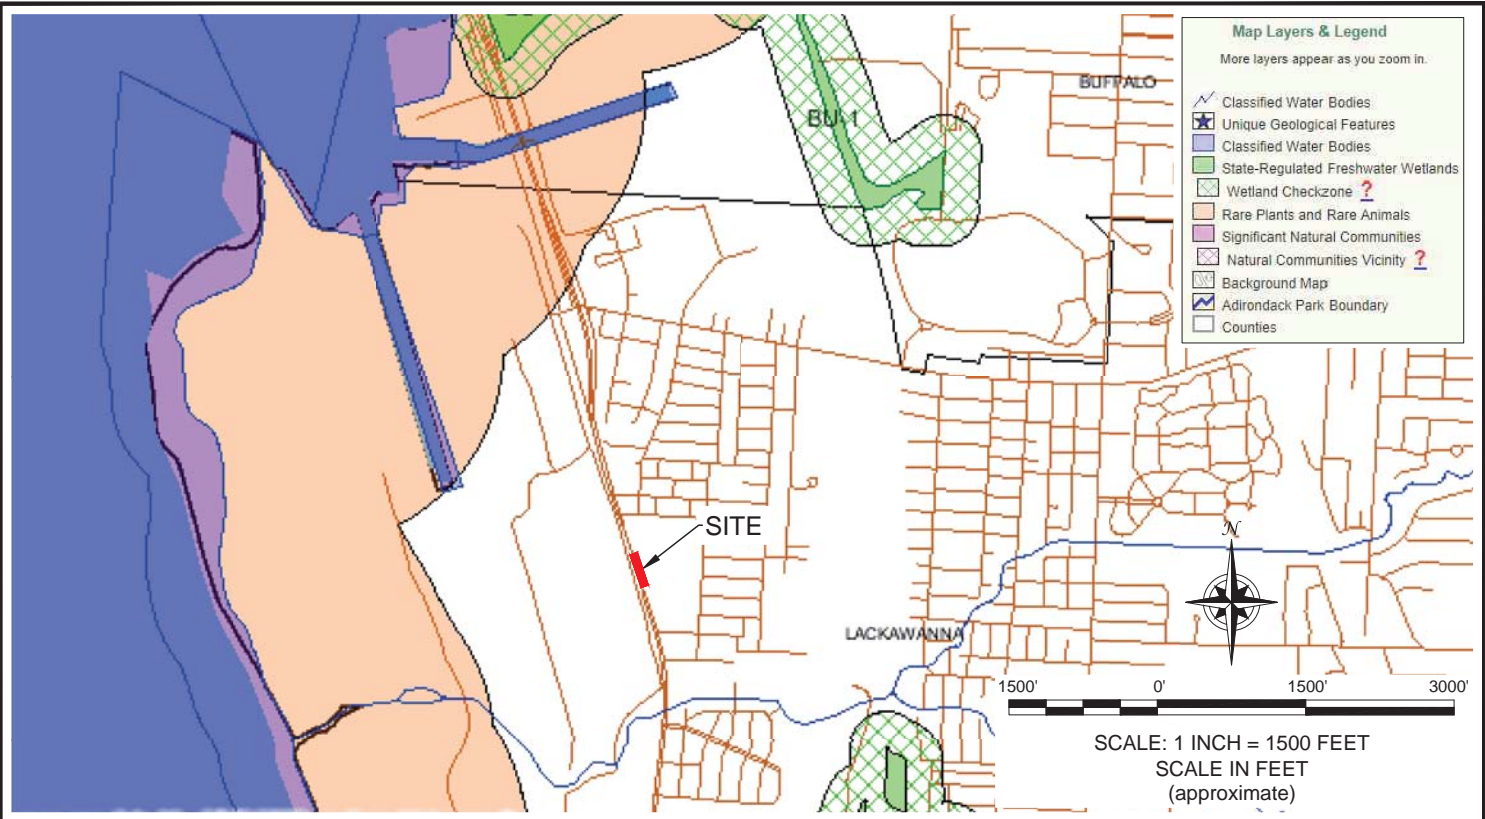 Map Layers & Legend
More layers appear as you zoom in.
Classified Water Bodies
Unique Geological Features
Classified Water Bodies
State-Regulated Freshwater Wetlands
Wetland Checkzone ?
Rare Plants and Rare Animals
Significant Natural Communities
Natural Communities Vicinity ?
Background Map
Adirondack Park Boundary
Counties
BUFFALO
BU-1
SITE
N
LACKAWANNA
1500' 0' 1500' 3000'
SCALE: 1 INCH = 1500 FEET
SCALE IN FEET
(approximate)